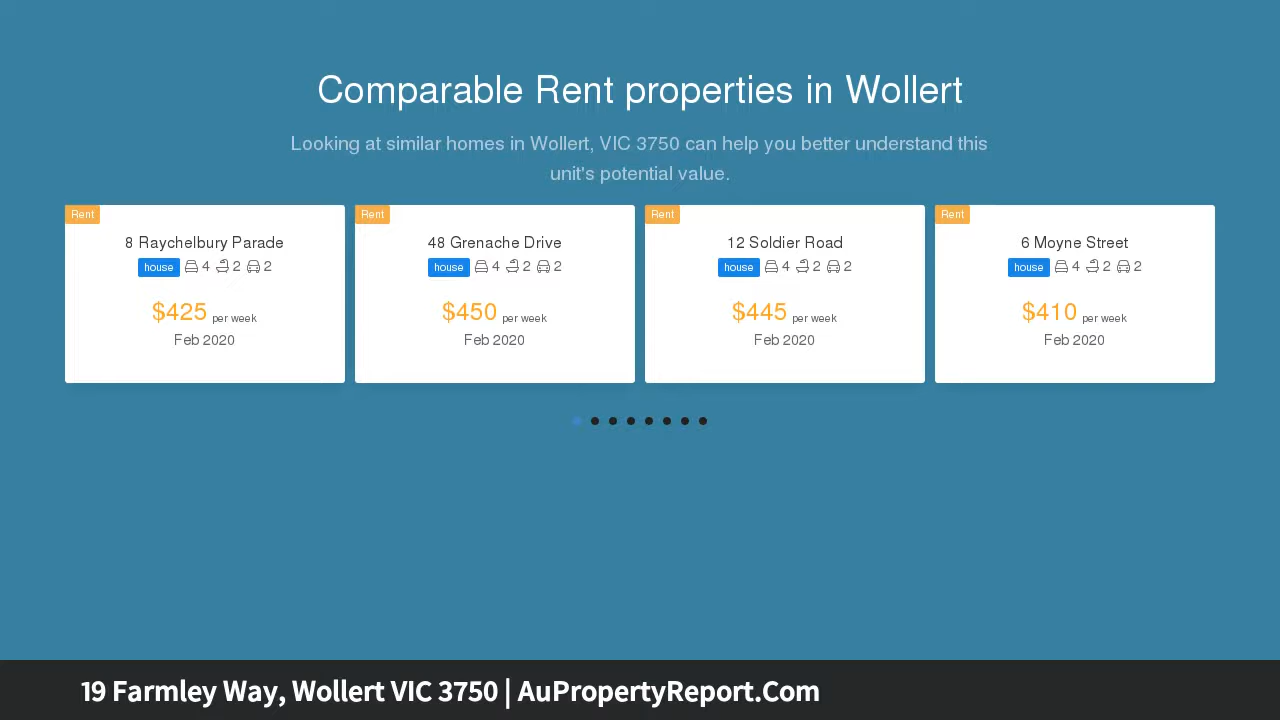 Comparable Rent properties in Wollert
Looking at similar homes in Wollert, VIC 3750 can help you better understand this
unit's potential value.
Rent
8 Raychelbury Parade
house 4 2 2
$425 per week
Feb 2020
Rent
48 Grenache Drive
house 4 2 2
$450 per week
Feb 2020
Rent
12 Soldier Road
house 4 2 2
$445 per week
Feb 2020
Rent
6 Moyne Street
house 4 2 2
$410 per week
Feb 2020
19 Farmley Way, Wollert VIC 3750 | AuPropertyReport.Com